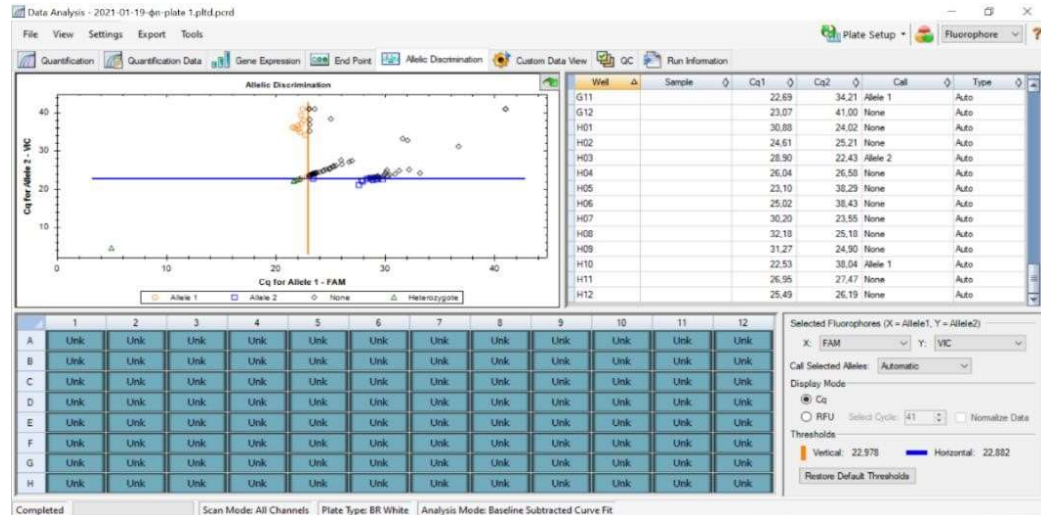 Data Analysis - 2021-01-19-фп-plate 1.pltd.pcrd
File View Settings Export Tools
Plate Setup Fluorophore ?
Quantification Quantification Data Gene Expression End Point Allelic Discrimination Custom Data View QC Run Information
Allelic Discrimination
Cq for Allele 2 - VIC
40
30
20
10
0 10 20 30 40
Cq for Allele 1 - FAM
Allele 1 Allele 2 None Heterozygote
Well Sample Cq1 Cq2 Call Type
G11 22,69 34,21 Allele 1 Auto
G12 23,07 41,00 None Auto
H01 30,88 24,02 None Auto
H02 24,61 25,21 None Auto
H03 28,90 22,43 Allele 2 Auto
H04 26,04 26,58 None Auto
H05 23,10 38,29 None Auto
H06 25,02 38,43 None Auto
H07 30,20 23,55 None Auto
H08 32,18 25,18 None Auto
H09 31,27 24,90 None Auto
H10 22,53 38,04 Allele 1 Auto
H11 26,95 27,47 None Auto
H12 25,49 26,19 None Auto
1 2 3 4 5 6 7 8 9 10 11 12
A Unk Unk Unk Unk Unk Unk Unk Unk Unk Unk Unk Unk
B Unk Unk Unk Unk Unk Unk Unk Unk Unk Unk Unk Unk
C Unk Unk Unk Unk Unk Unk Unk Unk Unk Unk Unk Unk
D Unk Unk Unk Unk Unk Unk Unk Unk Unk Unk Unk Unk
E Unk Unk Unk Unk Unk Unk Unk Unk Unk Unk Unk Unk
F Unk Unk Unk Unk Unk Unk Unk Unk Unk Unk Unk Unk
G Unk Unk Unk Unk Unk Unk Unk Unk Unk Unk Unk Unk
H Unk Unk Unk Unk Unk Unk Unk Unk Unk Unk Unk Unk
Selected Fluorophores (X = Allele1, Y = Allele2)
X: FAM Y: VIC
Call Selected Alleles: Automatic
Display Mode
Cq
RFU Select Cycle: 41 Normalize Data
Thresholds
Vertical: 22.978 Horizontal: 22.882
Restore Default Thresholds
Completed Scan Mode: All Channels Plate Type: BR White Analysis Mode: Baseline Subtracted Curve Fit